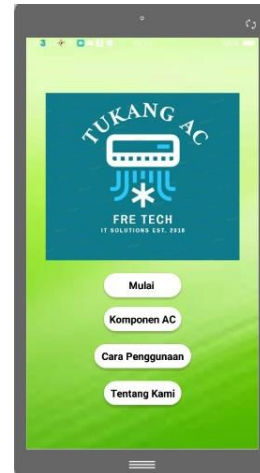 TUKANG AC
FRE TECH
IT SOLUTIONS EST. 2018
Mulai
Komponen AC
Cara Penggunaan
Tentang Kami